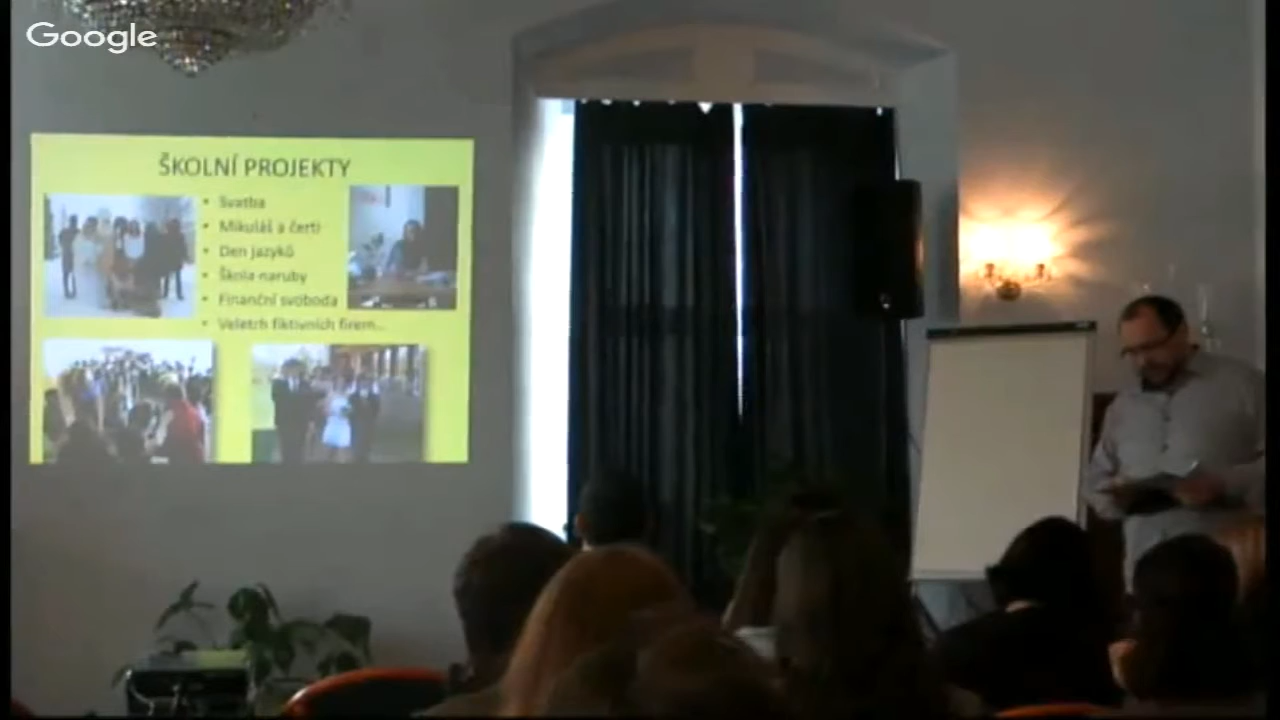 Google
ŠKOLNÍ PROJEKTY
• Svatba
• Mikuláš a čerti
• Den jazyků
• Škola naruby
• Finanční svoboda
• Veletrh fiktivních firem...